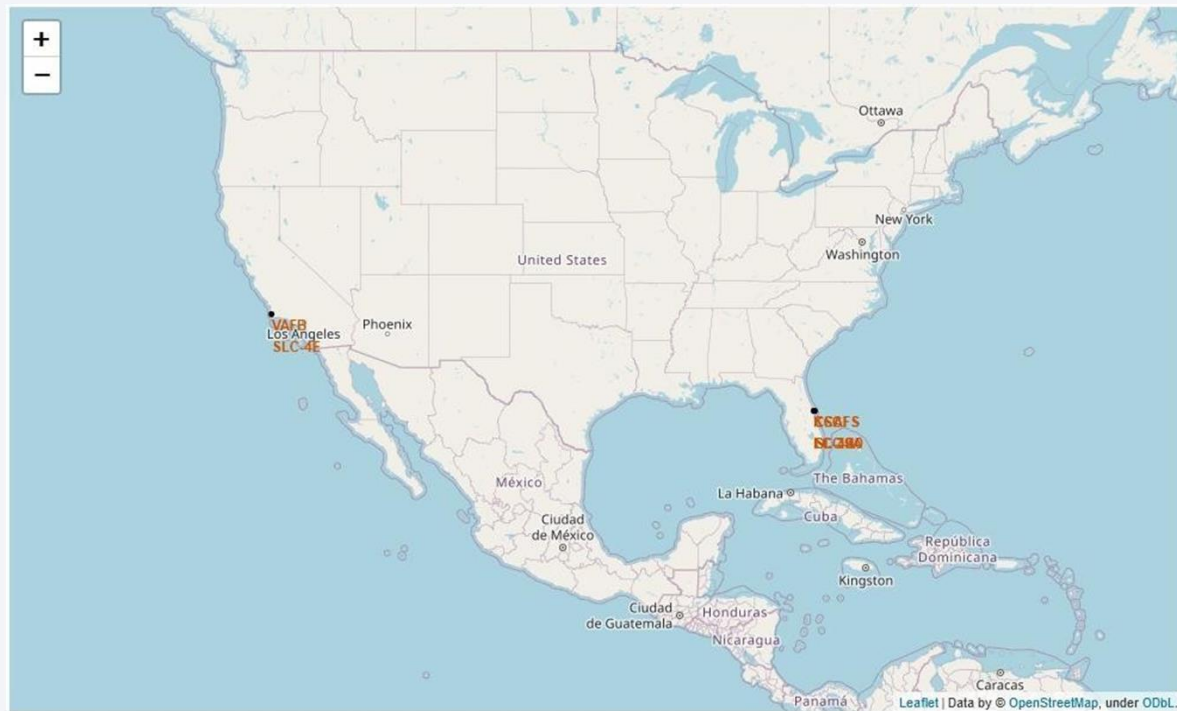 +
−
Ottawa
New York
Washington
United States
VAFB
Los Angeles
Phoenix
SLC-4E
México
La Habana
The Bahamas
Cuba
Ciudad
de México
República
Dominicana
Kingston
Ciudad
de Guatemala
Honduras
Nicaragua
Caracas
Panamá
Leaflet | Data by © OpenStreetMap, under ODbL.